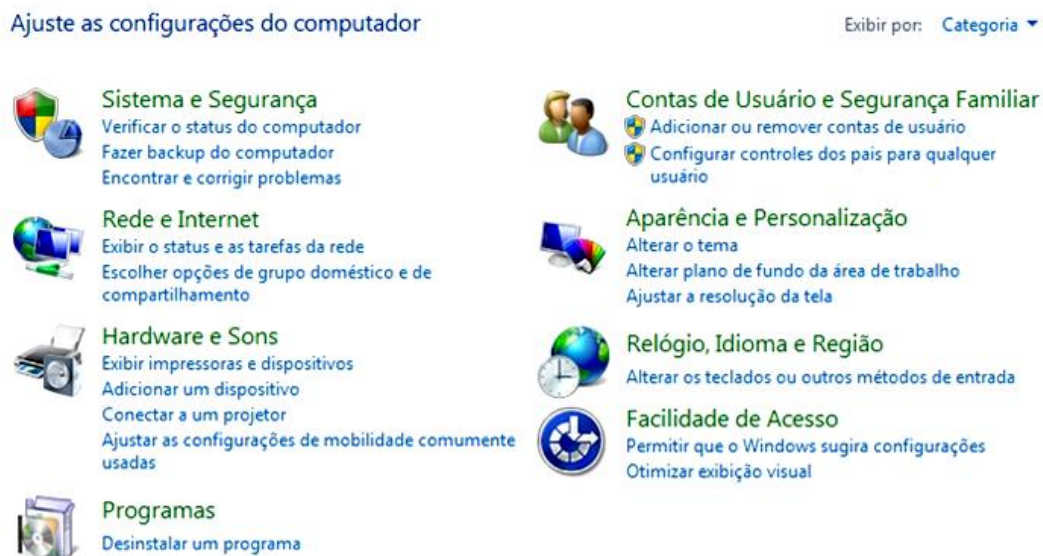 Ajuste as configurações do computador
Exibir por: Categoria
Sistema e Segurança
Verificar o status do computador
Fazer backup do computador
Encontrar e corrigir problemas
Rede e Internet
Exibir o status e as tarefas da rede
Escolher opções de grupo doméstico e de
compartilhamento
Hardware e Sons
Exibir impressoras e dispositivos
Adicionar um dispositivo
Conectar a um projetor
Ajustar as configurações de mobilidade comumente
usadas
Programas
Desinstalar um programa
Contas de Usuário e Segurança Familiar
Adicionar ou remover contas de usuário
Configurar controles dos pais para qualquer
usuário
Aparência e Personalização
Alterar o tema
Alterar plano de fundo da área de trabalho
Ajustar a resolução da tela
Relógio, Idioma e Região
Alterar os teclados ou outros métodos de entrada
Facilidade de Acesso
Permitir que o Windows sugira configurações
Otimizar exibição visual